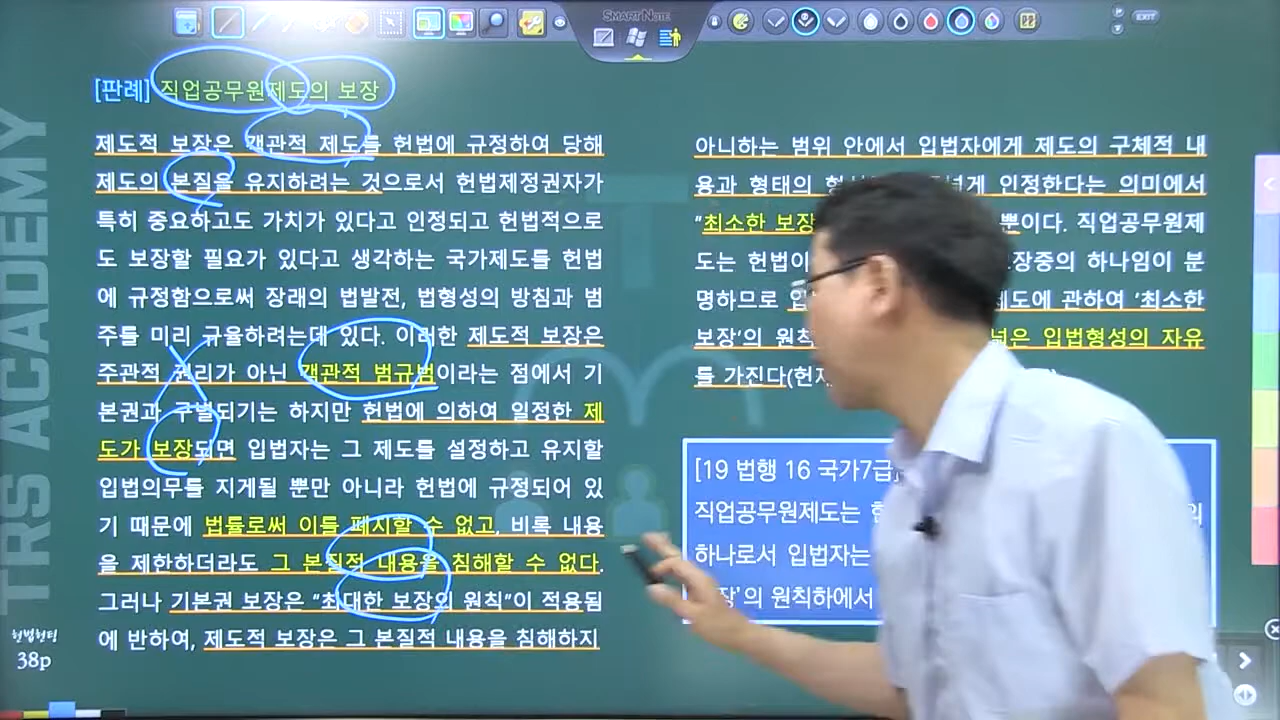 SMART NOTE
EXIT
[판례] 직업공무원제도의 보장
제도적 보장은 객관적 제도를 헌법에 규정하여 당해
제도의 본질을 유지하려는 것으로서 헌법제정권자가
특히 중요하고도 가치가 있다고 인정되고 헌법적으로
도 보장할 필요가 있다고 생각하는 국가제도를 헌법
에 규정함으로써 장래의 법발전, 법형성의 방침과 범
주를 미리 규율하려는데 있다. 이러한 제도적 보장은
주관적 권리가 아닌 객관적 범규범이라는 점에서 기
본권과 구별되기는 하지만 헌법에 의하여 일정한 제
도가 보장되면 입법자는 그 제도를 설정하고 유지할
입법의무를 지게될 뿐만 아니라 헌법에 규정되어 있
기 때문에 법률로써 이를 폐지할 수 없고, 비록 내용
을 제한하더라도 그 본질적 내용을 침해할 수 없다.
그러나 기본권 보장은 “최대한 보장의 원칙”이 적용됨
에 반하여, 제도적 보장은 그 본질적 내용을 침해하지
아니하는 범위 안에서 입법자에게 제도의 구체적 내
용과 형태의 넓게 인정한다는 의미에서
“최소한 보장 뿐이다. 직업공무원제
도는 헌법이 보장중의 하나임이 분
명하므로 제도에 관하여 ‘최소한
보장’의 원칙 넓은 입법형성의 자유
를 가진다(헌재
[19 법행 16 국가7급]
직업공무원제도는
하나로서 입법자는
장’의 원칙하에서
TRS ACADEMY
헌법헌터
38p